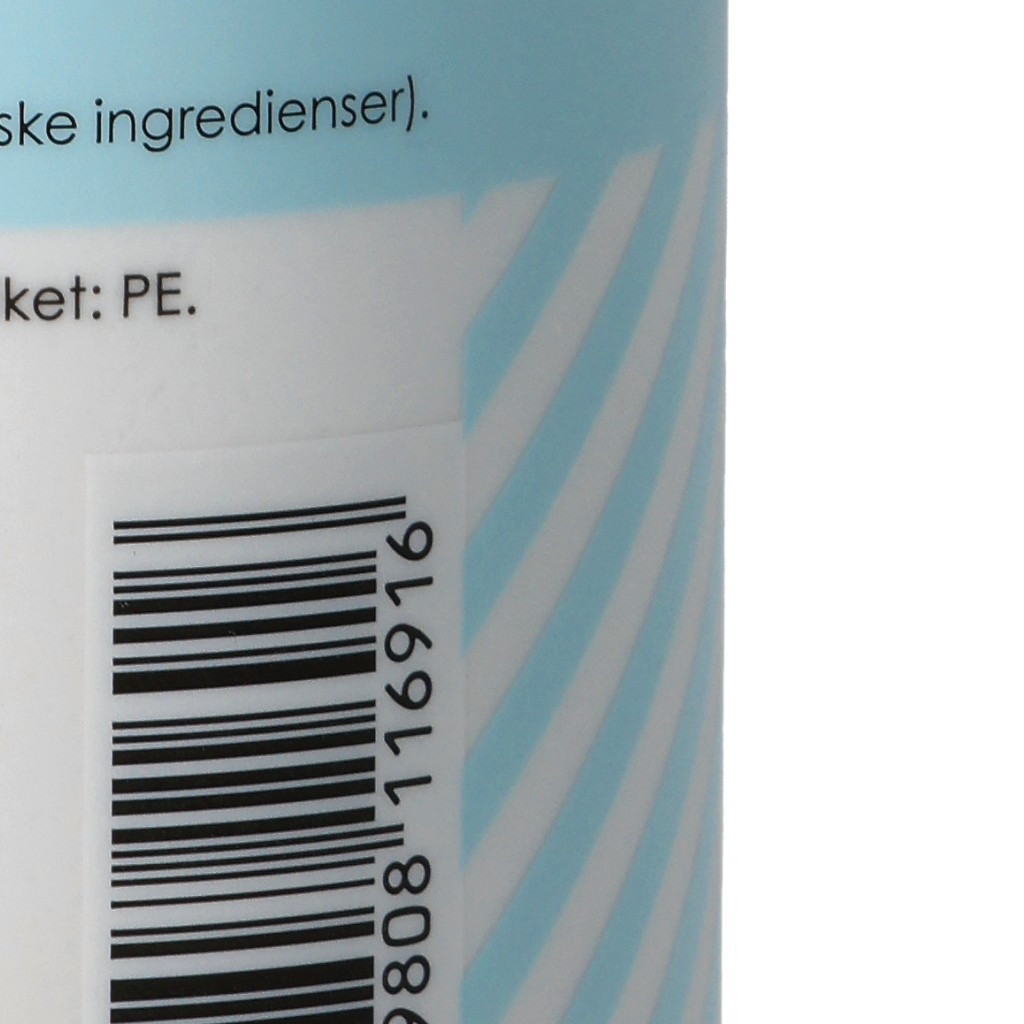 ske ingredienser).
ket: PE.
9808 116916